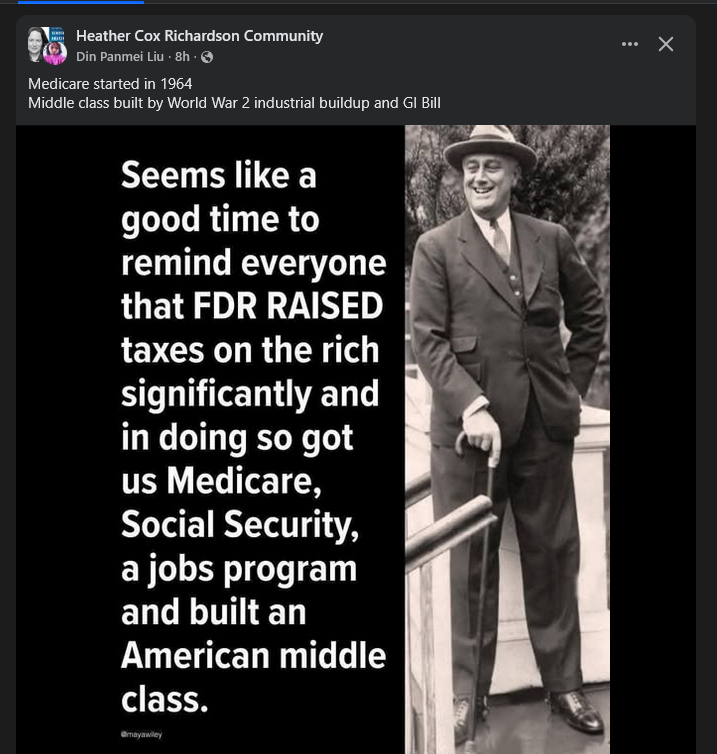 Heather Cox Richardson Community
Din Panmei Liu · 8h ·
Medicare started in 1964
Middle class built by World War 2 industrial buildup and GI Bill
Seems like a
good time to
remind everyone
that FDR RAISED
taxes on the rich
significantly and
in doing so got
us Medicare,
Social Security,
a jobs program
and built an
American middle
class.
@mayawiley